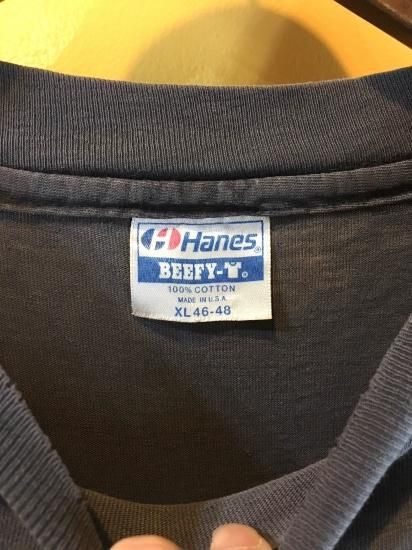 Hanes®
BEEFY-T®
100% COTTON
MADE IN U.S.A.
XL 46-48